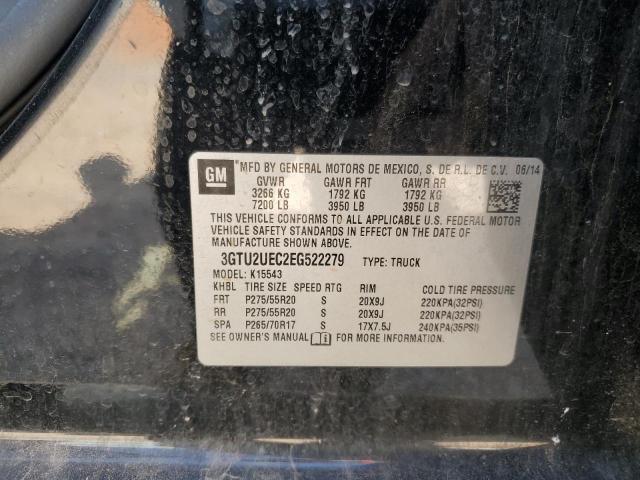 GM MFD BY GENERAL MOTORS DE MEXICO, S. DE R.L. DE C.V. 06/14
GVWR GAWR FRT GAWR RR
3266 KG 1792 KG 1792 KG
7200 LB 3950 LB 3950 LB
THIS VEHICLE CONFORMS TO ALL APPLICABLE U.S. FEDERAL MOTOR
VEHICLE SAFETY STANDARDS IN EFFECT ON THE DATE OF
MANUFACTURE SHOWN ABOVE.
3GTU2UEC2EG522279 TYPE: TRUCK
MODEL: K15543
KHBL TIRE SIZE SPEED RTG RIM COLD TIRE PRESSURE
FRT P275/55R20 S 20X9J 220KPA(32PSI)
RR P275/55R20 S 20X9J 220KPA(32PSI)
SPA P265/70R17 S 17X7.5J 240KPA(35PSI)
SEE OWNER'S MANUAL FOR MORE INFORMATION.